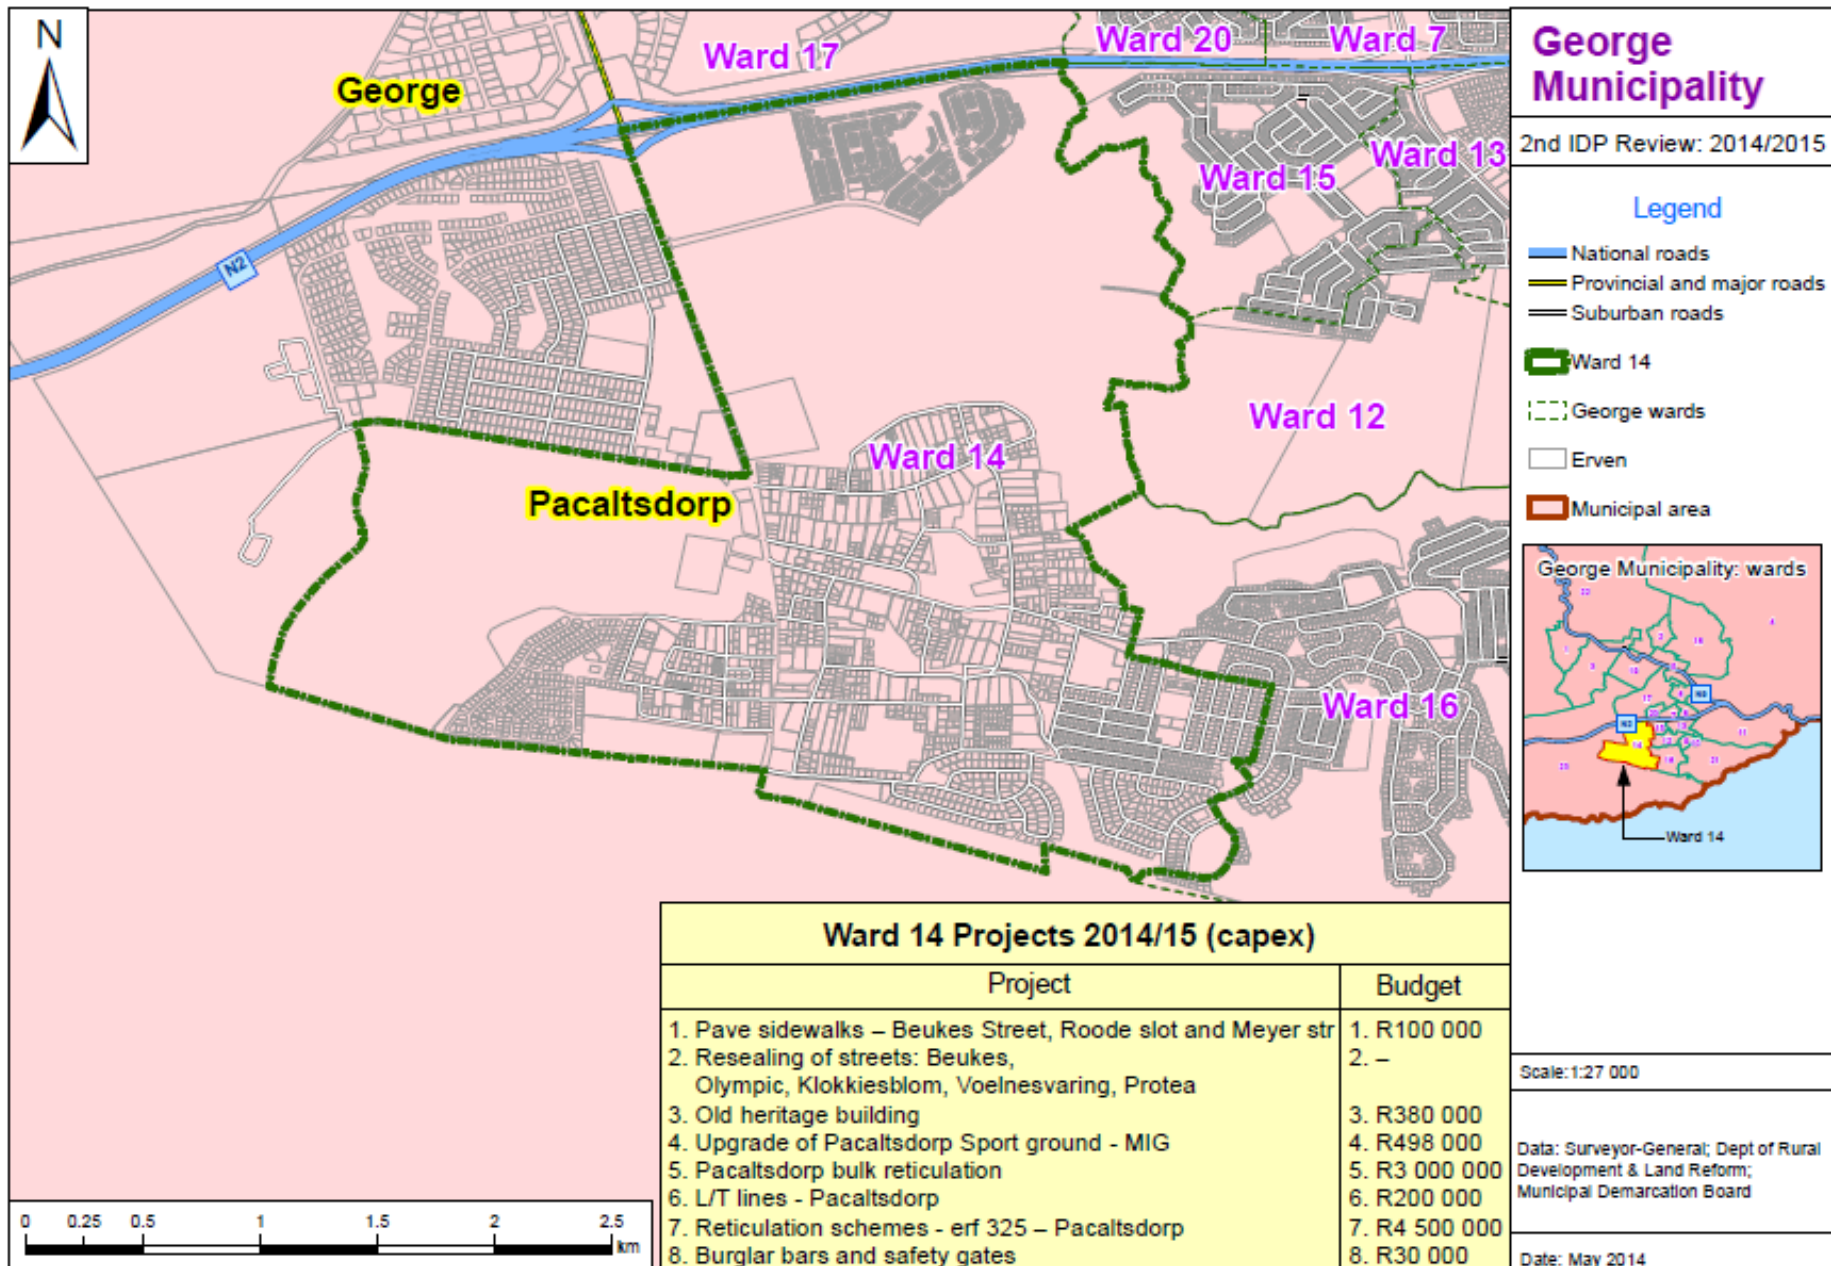 N
George
Ward 17
Ward 20
Ward 7
Ward 15
Ward 13
N2
Ward 12
Ward 14
Pacaltsdorp
Ward 16
Ward 14 Projects 2014/15 (capex)
Project
Budget
1. Pave sidewalks – Beukes Street, Roode slot and Meyer str 1. R100 000
2. Resealing of streets: Beukes, 2. –
Olympic, Klokkiesblom, Voelnesvaring, Protea
3. Old heritage building 3. R380 000
4. Upgrade of Pacaltsdorp Sport ground - MIG 4. R498 000
5. Pacaltsdorp bulk reticulation 5. R3 000 000
6. L/T lines - Pacaltsdorp 6. R200 000
7. Reticulation schemes - erf 325 – Pacaltsdorp 7. R4 500 000
8. Burglar bars and safety gates 8. R30 000
0 0.25 0.5 1 1.5 2 2.5
km
George
Municipality
2nd IDP Review: 2014/2015
Legend
National roads
Provincial and major roads
Suburban roads
Ward 14
George wards
Erven
Municipal area
George Municipality: wards
Ward 14
Scale:1:27 000
Data: Surveyor-General; Dept of Rural
Development & Land Reform;
Municipal Demarcation Board
Date: May 2014